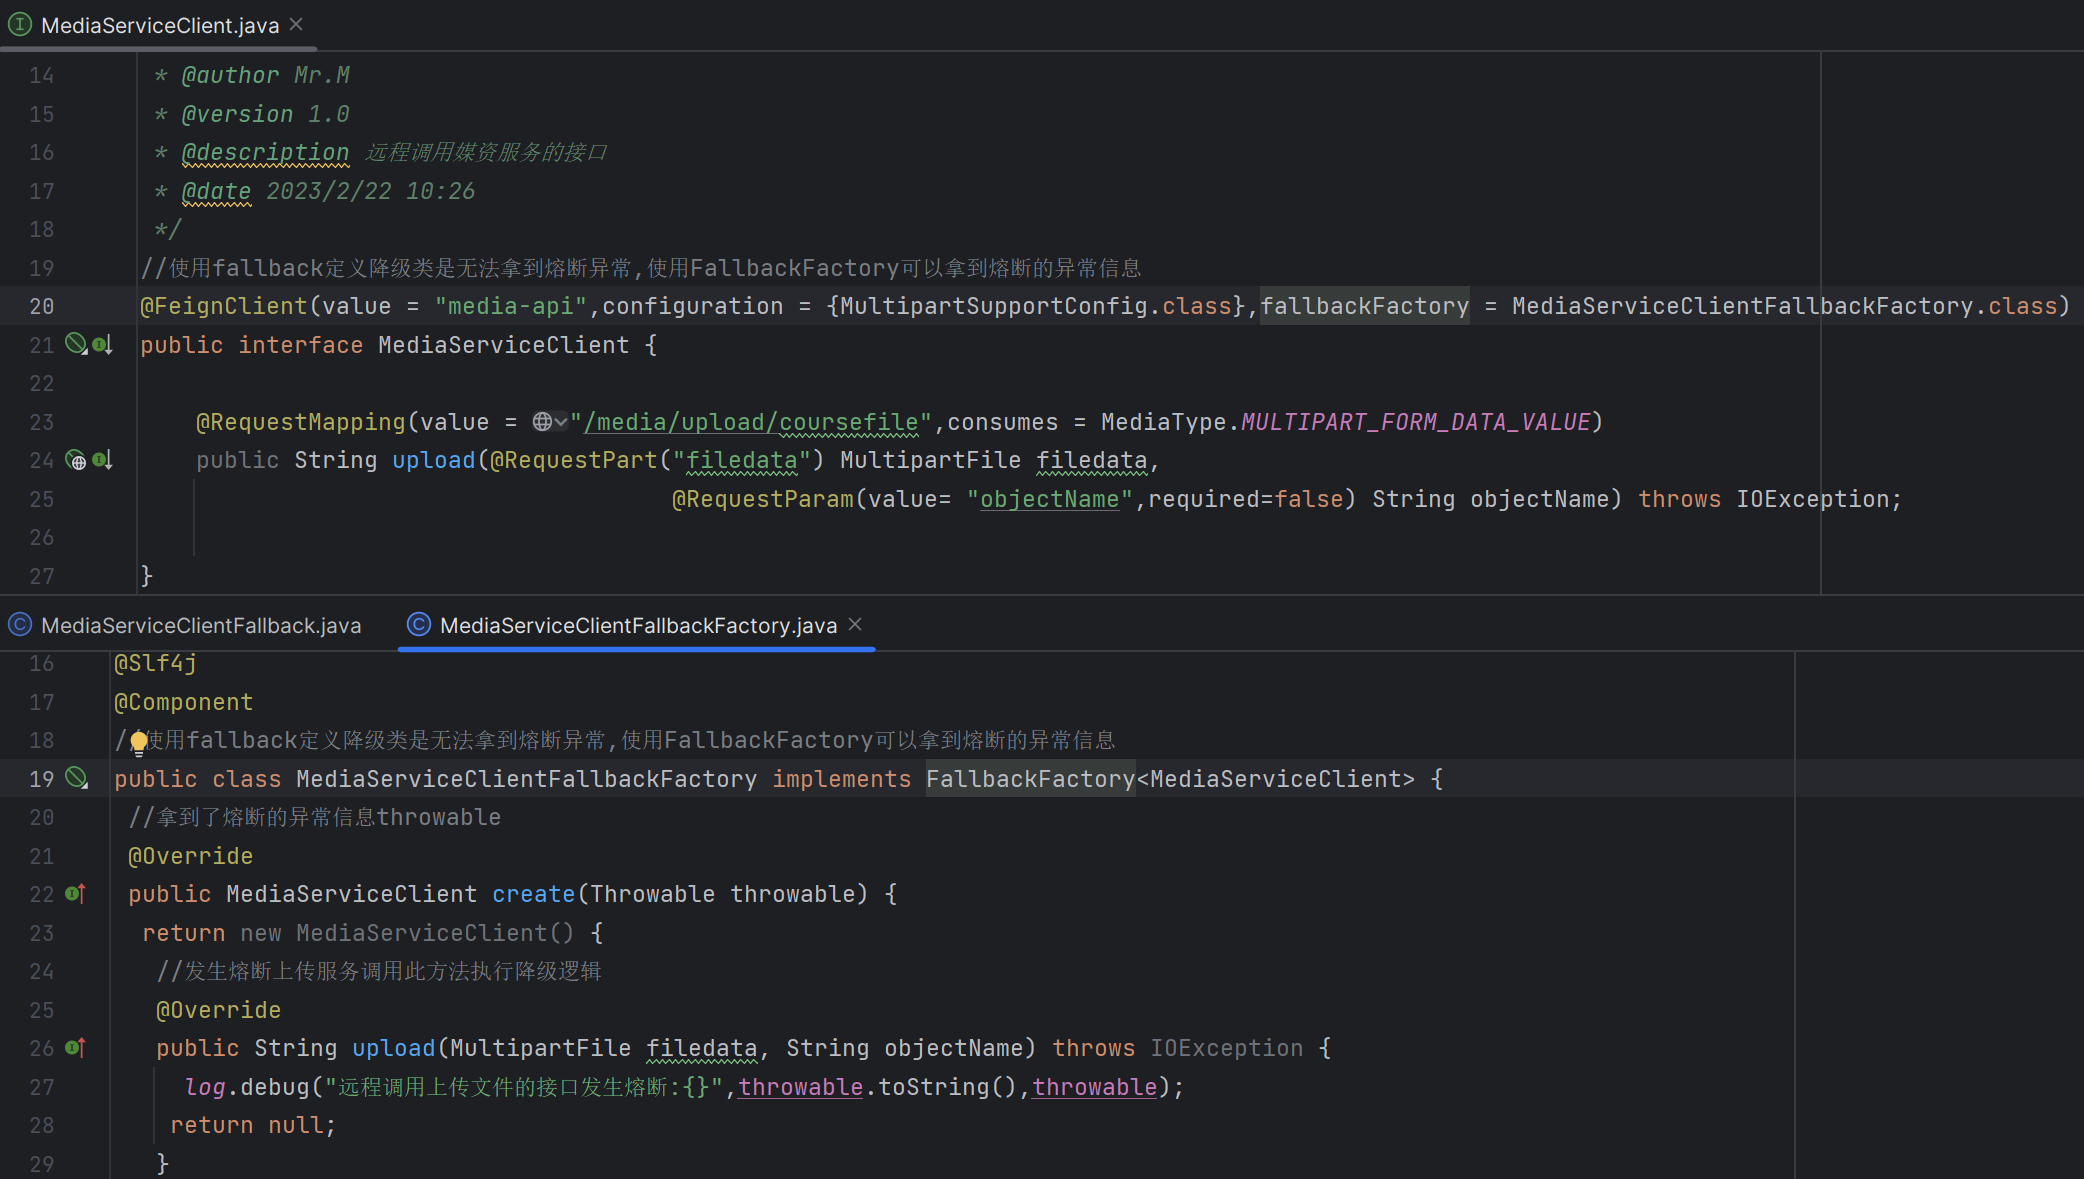 MediaServiceClient.java
14 * @author Mr.M
15 * @version 1.0
16 * @description 远程调用媒资服务的接口
17 * @date 2023/2/22 10:26
18 */
19 //使用fallback定义降级类是无法拿到熔断异常,使用FallbackFactory可以拿到熔断的异常信息
20 @FeignClient(value = "media-api",configuration = {MultipartSupportConfig.class},fallbackFactory = MediaServiceClientFallbackFactory.class)
21 public interface MediaServiceClient {
22
23 @RequestMapping(value = "/media/upload/coursefile",consumes = MediaType.MULTIPART_FORM_DATA_VALUE)
24 public String upload(@RequestPart("filedata") MultipartFile filedata,
25 @RequestParam(value= "objectName",required=false) String objectName) throws IOException;
26
27 }
MediaServiceClientFallback.java MediaServiceClientFallbackFactory.java
16 @Slf4j
17 @Component
18 //使用fallback定义降级类是无法拿到熔断异常,使用FallbackFactory可以拿到熔断的异常信息
19 public class MediaServiceClientFallbackFactory implements FallbackFactory<MediaServiceClient> {
20 //拿到了熔断的异常信息throwable
21 @Override
22 public MediaServiceClient create(Throwable throwable) {
23 return new MediaServiceClient() {
24 //发生熔断上传服务调用此方法执行降级逻辑
25 @Override
26 public String upload(MultipartFile filedata, String objectName) throws IOException {
27 log.debug("远程调用上传文件的接口发生熔断:{}",throwable.toString(),throwable);
28 return null;
29 }